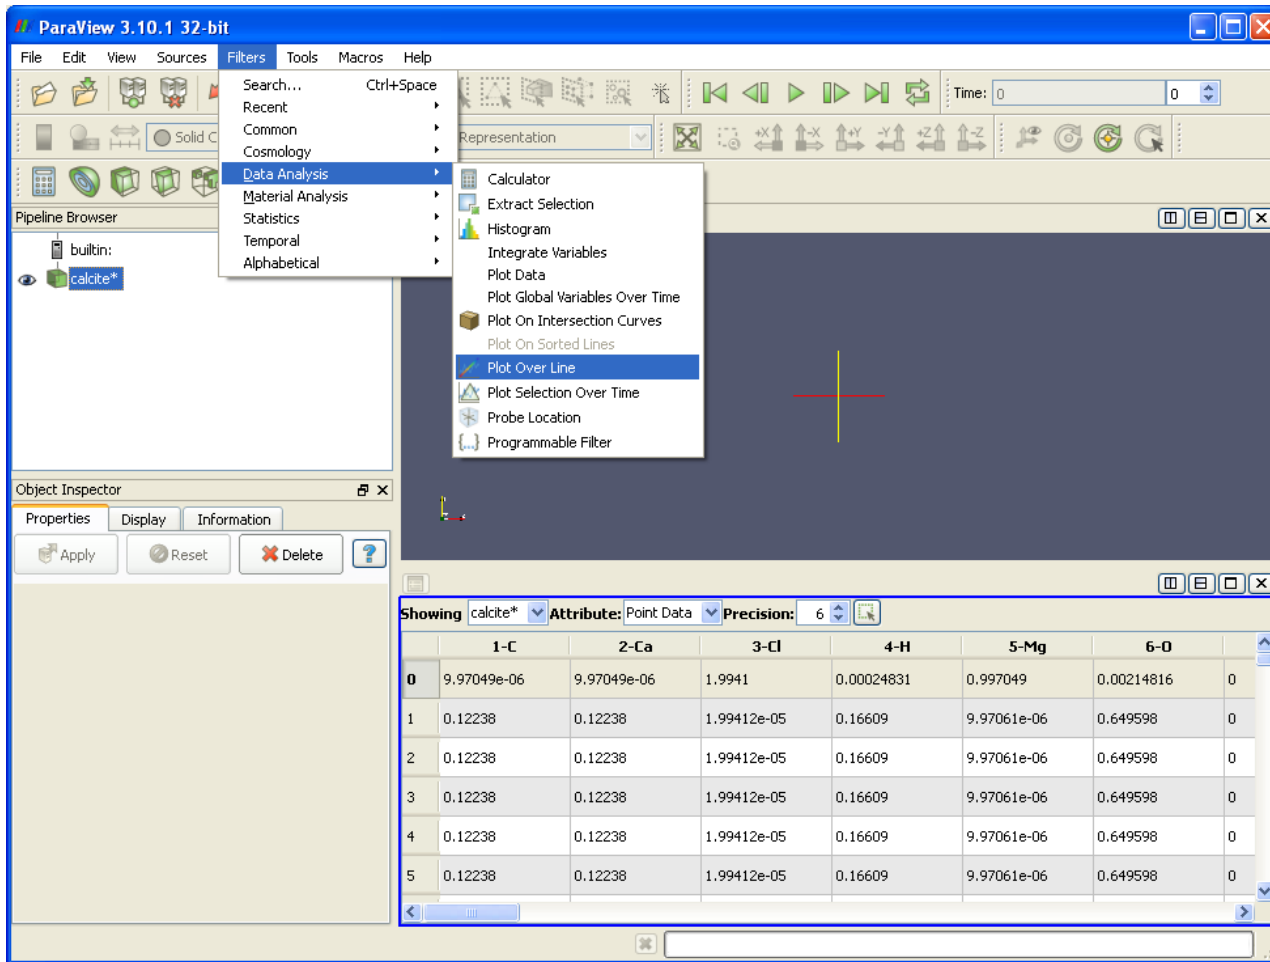 ParaView 3.10.1 32-bit
File Edit View Sources Filters Tools Macros Help
Search... Ctrl+Space
Recent
Common
Cosmology
Data Analysis
Material Analysis
Statistics
Temporal
Alphabetical
Time: 0 0
Solid C
Representation
Calculator
Extract Selection
Histogram
Integrate Variables
Plot Data
Plot Global Variables Over Time
Plot On Intersection Curves
Plot On Sorted Lines
Plot Over Line
Plot Selection Over Time
Probe Location
{...} Programmable Filter
Pipeline Browser
builtin:
calcite*
Object Inspector
Properties Display Information
Apply Reset Delete ?
Showing calcite* Attribute: Point Data Precision: 6
1-C 2-Ca 3-Cl 4-H 5-Mg 6-O
0 9.97049e-06 9.97049e-06 1.9941 0.00024831 0.997049 0.00214816 0
1 0.12238 0.12238 1.99412e-05 0.16609 9.97061e-06 0.649598 0
2 0.12238 0.12238 1.99412e-05 0.16609 9.97061e-06 0.649598 0
3 0.12238 0.12238 1.99412e-05 0.16609 9.97061e-06 0.649598 0
4 0.12238 0.12238 1.99412e-05 0.16609 9.97061e-06 0.649598 0
5 0.12238 0.12238 1.99412e-05 0.16609 9.97061e-06 0.649598 0